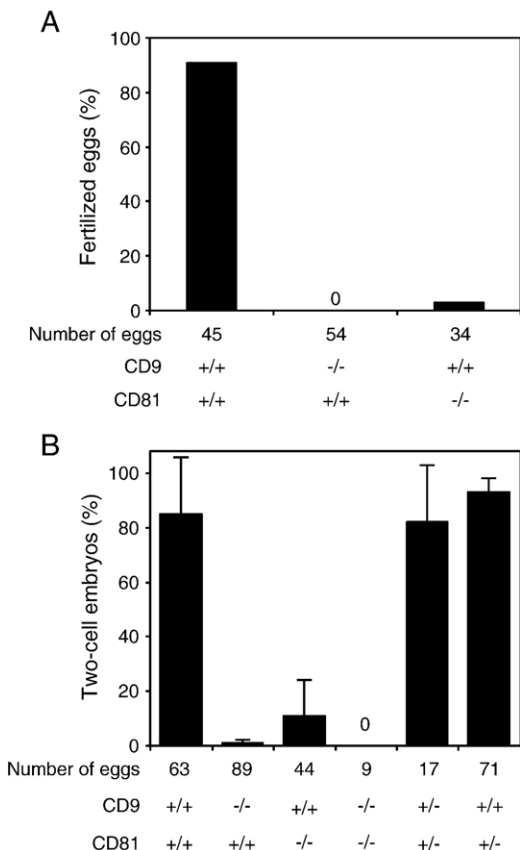 A
100
80
60
40
20
0
Fertilized eggs (%)
0
Number of eggs 45 54 34
CD9 +/+ -/- +/+
CD81 +/+ +/+ -/-
B
100
80
60
40
20
0
Two-cell embryos (%)
0
Number of eggs 63 89 44 9 17 71
CD9 +/+ -/- +/+ -/- +/- +/+
CD81 +/+ +/+ -/- -/- +/- +/-